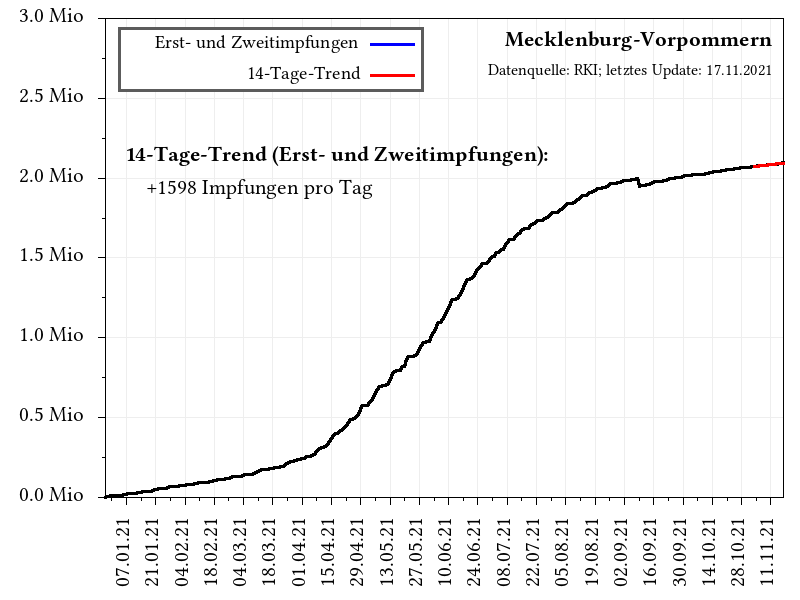 3.0 Mio
2.5 Mio
2.0 Mio
1.5 Mio
1.0 Mio
0.5 Mio
0.0 Mio
Erst- und Zweitimpfungen
14-Tage-Trend
Mecklenburg-Vorpommern
Datenquelle: RKI; letztes Update: 17.11.2021
14-Tage-Trend (Erst- und Zweitimpfungen):
+1598 Impfungen pro Tag
07.01.21
21.01.21
04.02.21
18.02.21
04.03.21
18.03.21
01.04.21
15.04.21
29.04.21
13.05.21
27.05.21
10.06.21
24.06.21
08.07.21
22.07.21
05.08.21
19.08.21
02.09.21
16.09.21
30.09.21
14.10.21
28.10.21
11.11.21